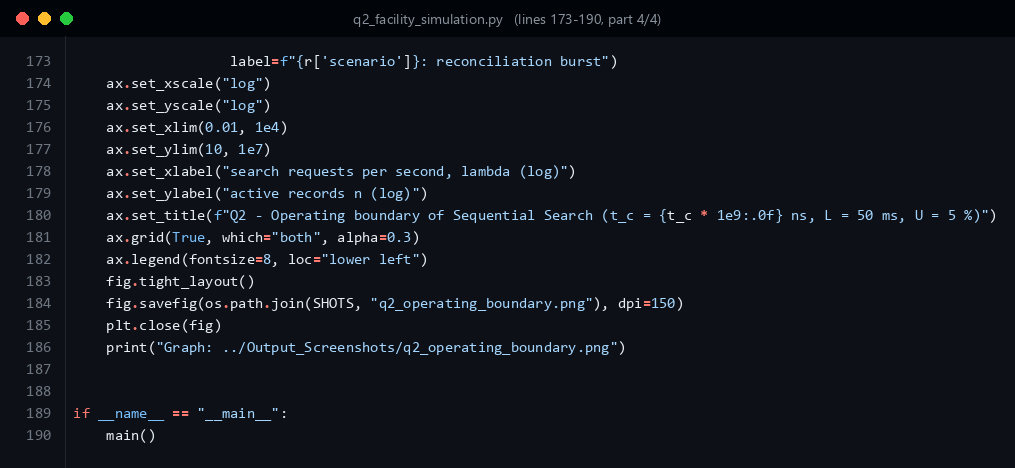 q2_facility_simulation.py (lines 173-190, part 4/4)
173                    label=f"{r['scenario']}: reconciliation burst")
174     ax.set_xscale("log")
175     ax.set_yscale("log")
176     ax.set_xlim(0.01, 1e4)
177     ax.set_ylim(10, 1e7)
178     ax.set_xlabel("search requests per second, lambda (log)")
179     ax.set_ylabel("active records n (log)")
180     ax.set_title(f"Q2 - Operating boundary of Sequential Search (t_c = {t_c * 1e9:.0f} ns, L = 50 ms, U = 5 %)")
181     ax.grid(True, which="both", alpha=0.3)
182     ax.legend(fontsize=8, loc="lower left")
183     fig.tight_layout()
184     fig.savefig(os.path.join(SHOTS, "q2_operating_boundary.png"), dpi=150)
185     plt.close(fig)
186     print("Graph: ../Output_Screenshots/q2_operating_boundary.png")
187
188
189 if __name__ == "__main__":
190     main()